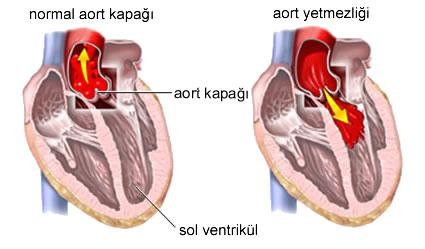 normal aort kapağı
aort yetmezliği
aort kapağı
sol ventrikül